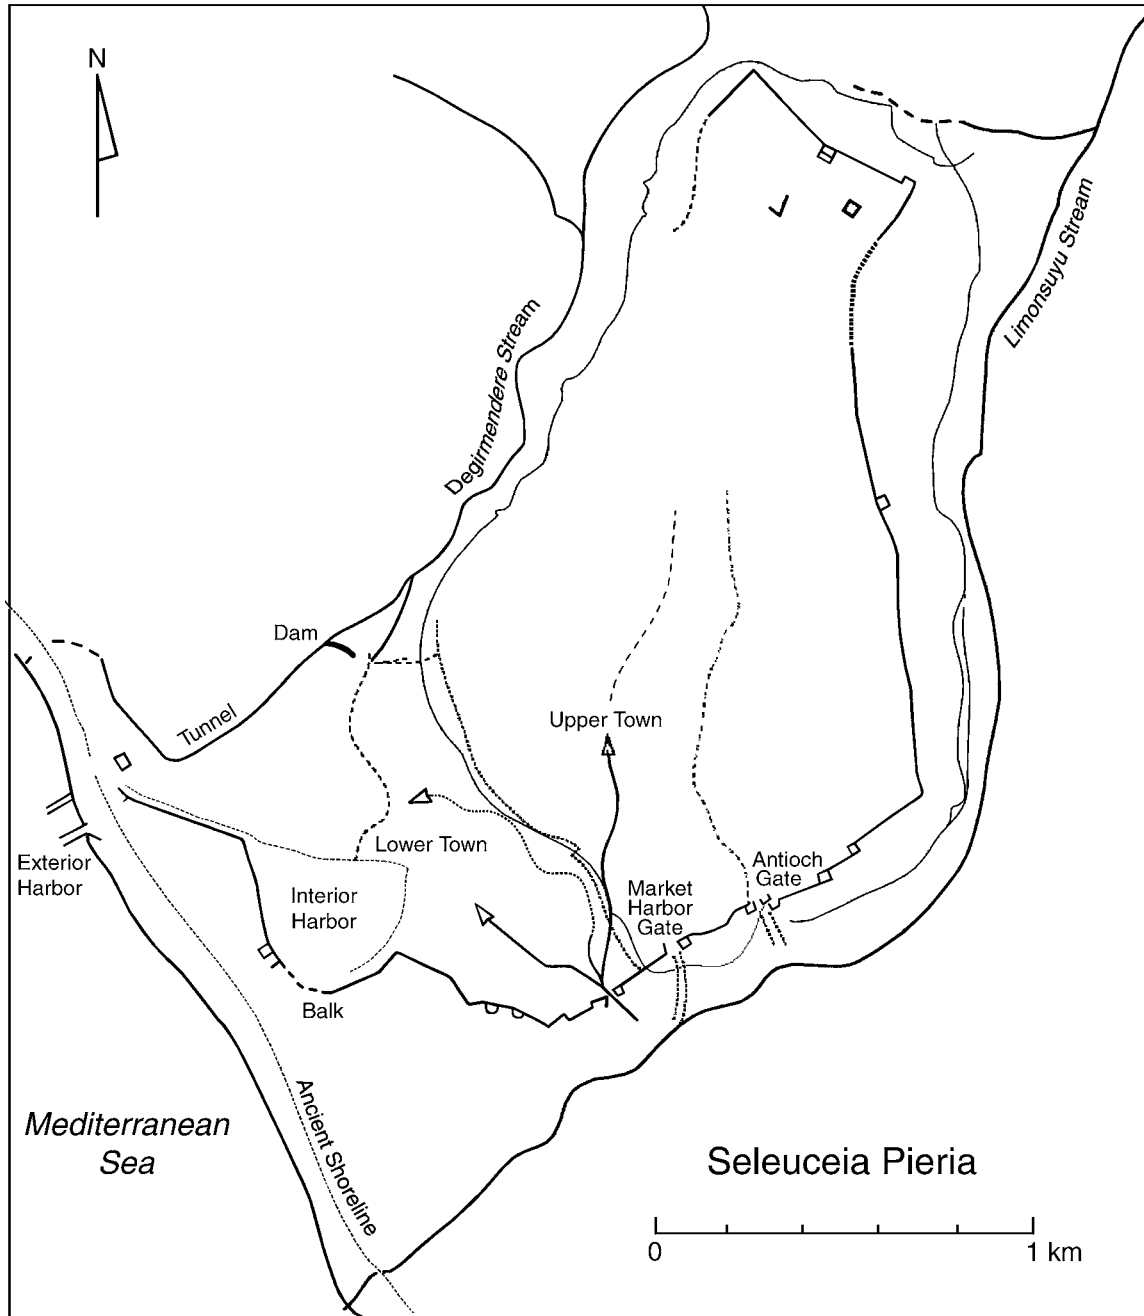 N
Degirmendere Stream
Limonsuyu Stream
Dam
Tunnel
Upper Town
Lower Town
Exterior
Harbor
Interior
Harbor
Market
Harbor
Gate
Antioch
Gate
Balk
Ancient Shoreline
Mediterranean
Sea
Seleuceia Pieria
0
1 km